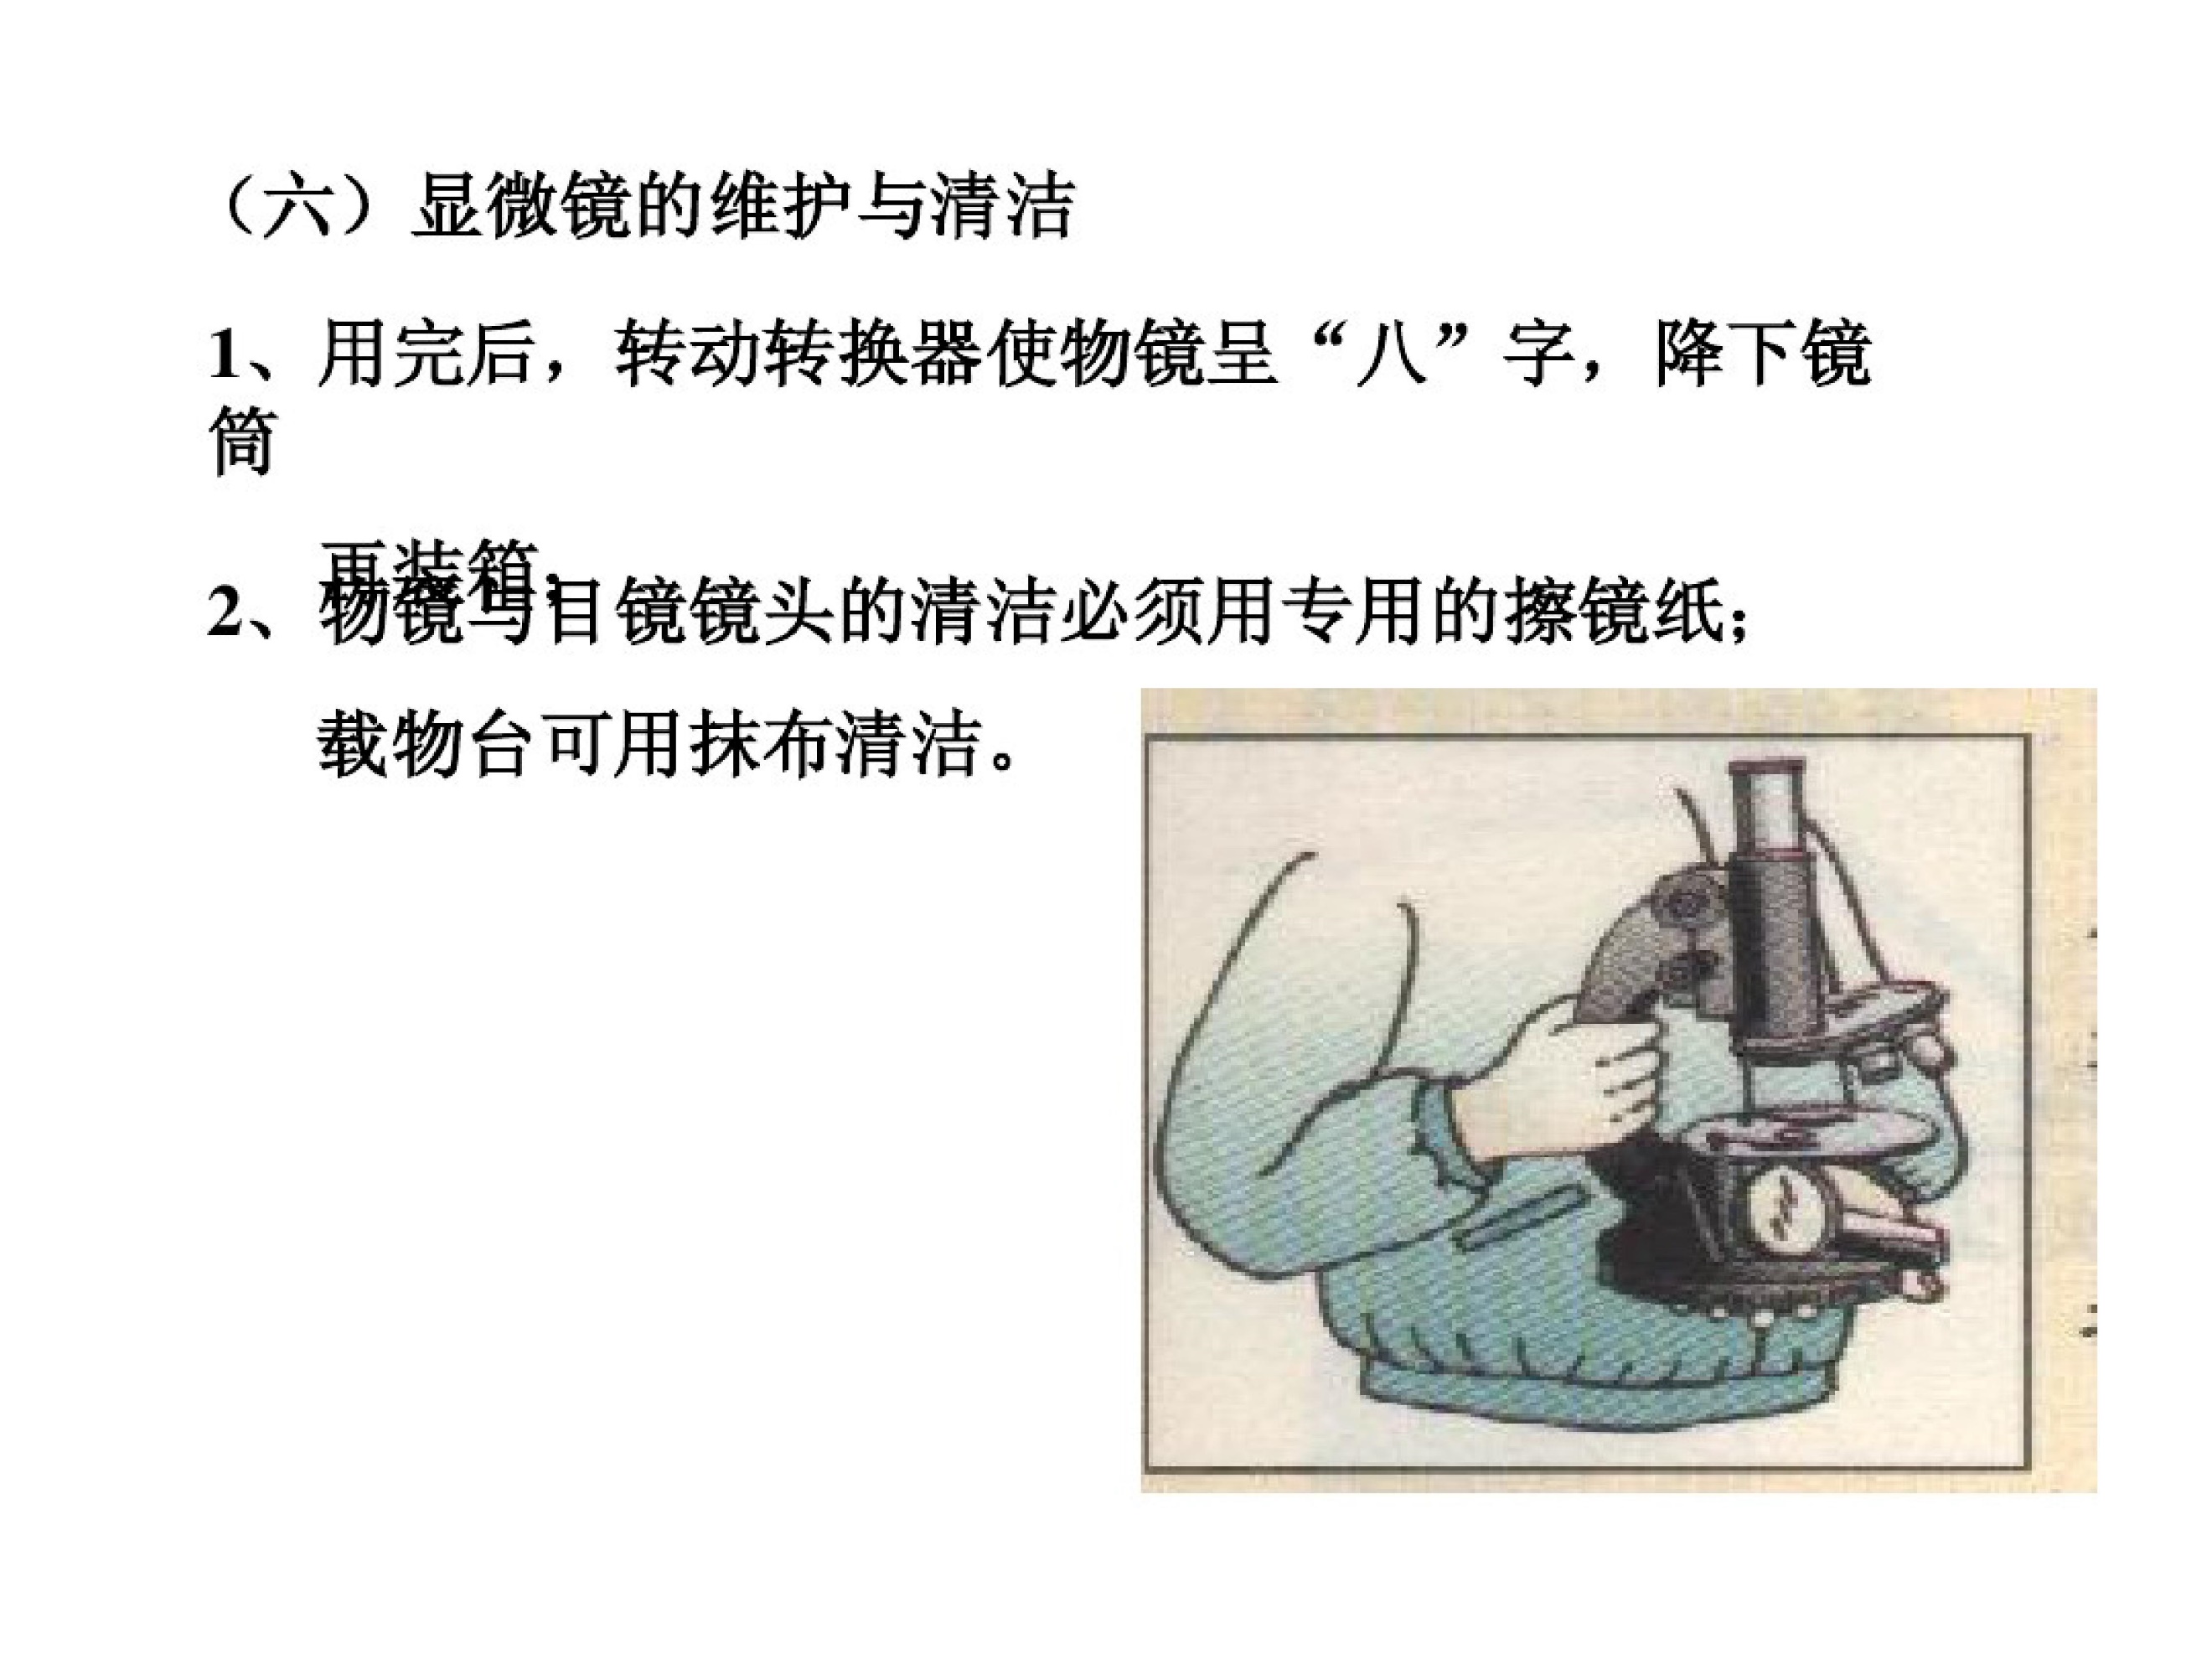 （六）显微镜的维护与清洁
1、用完后，转动转换器使物镜呈“八”字，降下镜
筒
再装箱；
2、物镜与目镜镜头的清洁必须用专用的擦镜纸；
载物台可用抹布清洁。